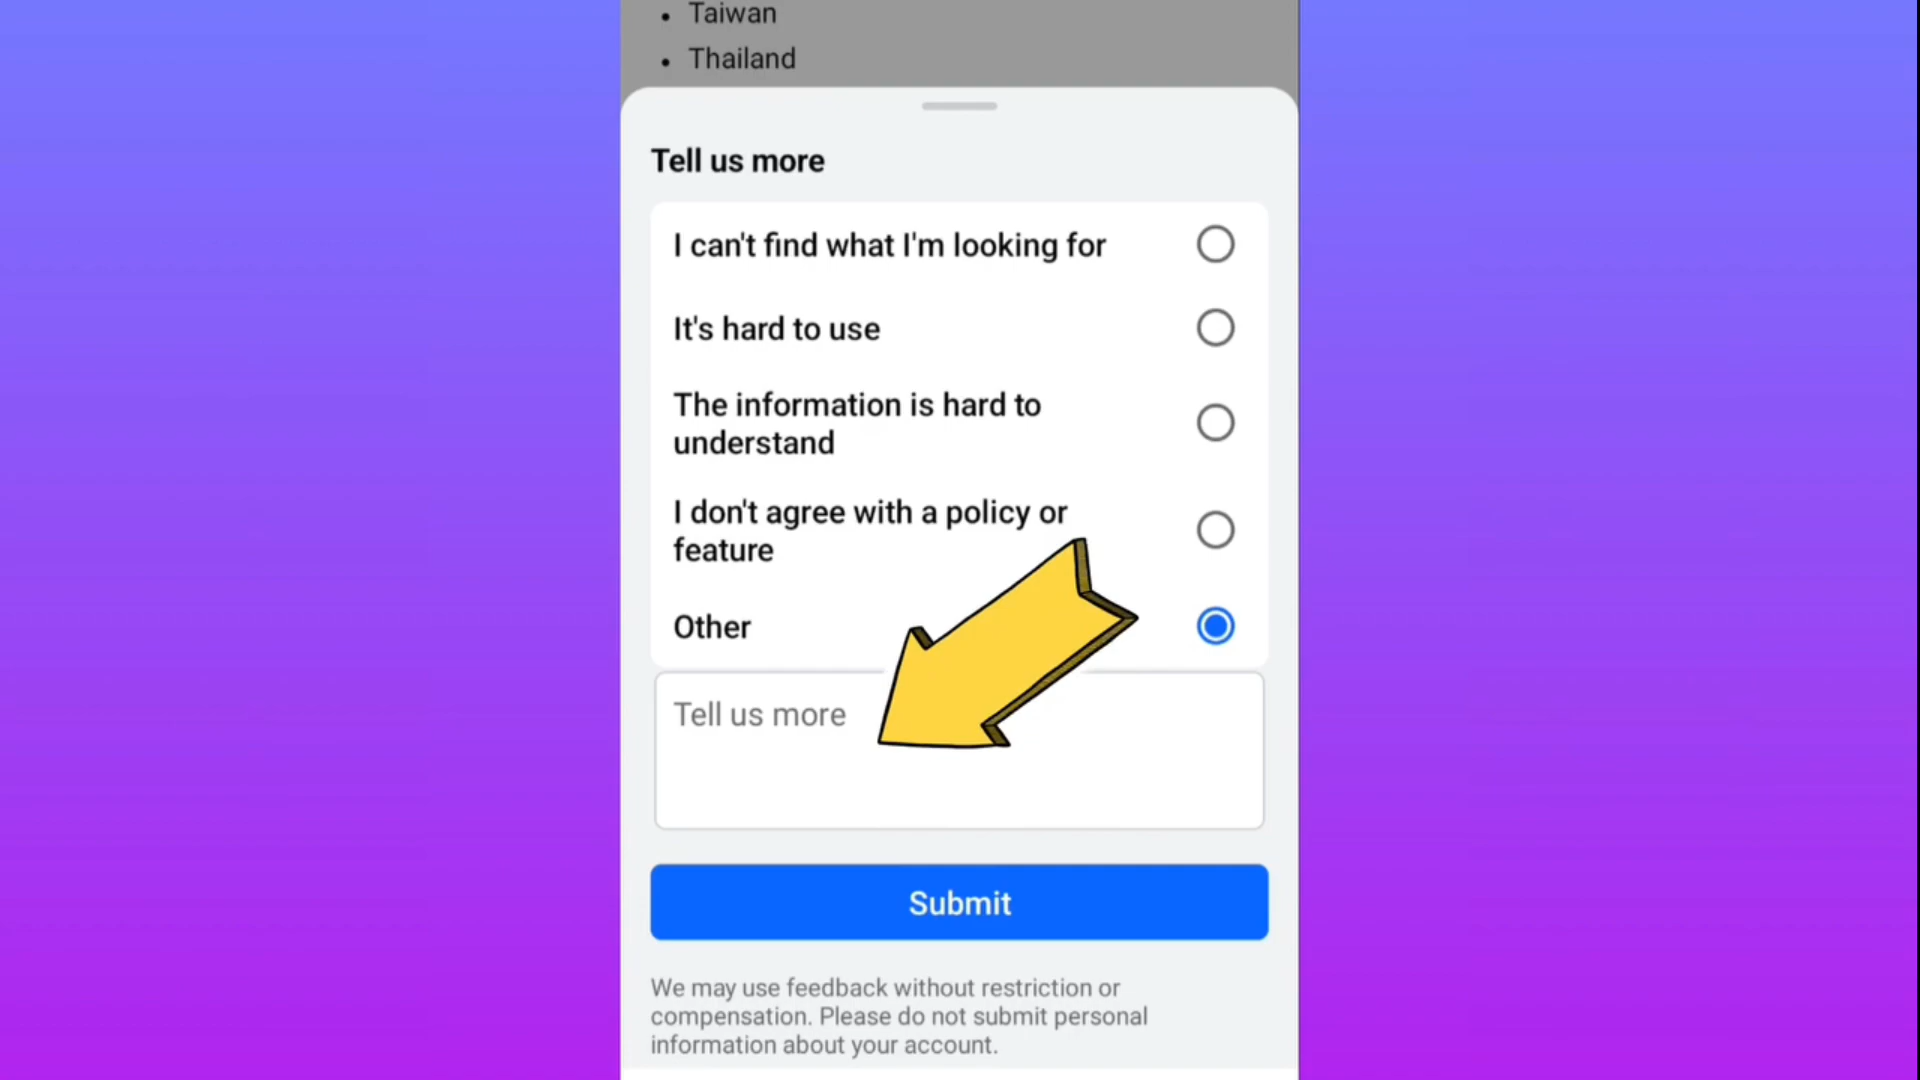 Taiwan
Thailand
Tell us more
I can't find what I'm looking for
It's hard to use
The information is hard to
understand
I don't agree with a policy or
feature
Other
Tell us more
Submit
We may use feedback without restriction or
compensation. Please do not submit personal
information about your account.